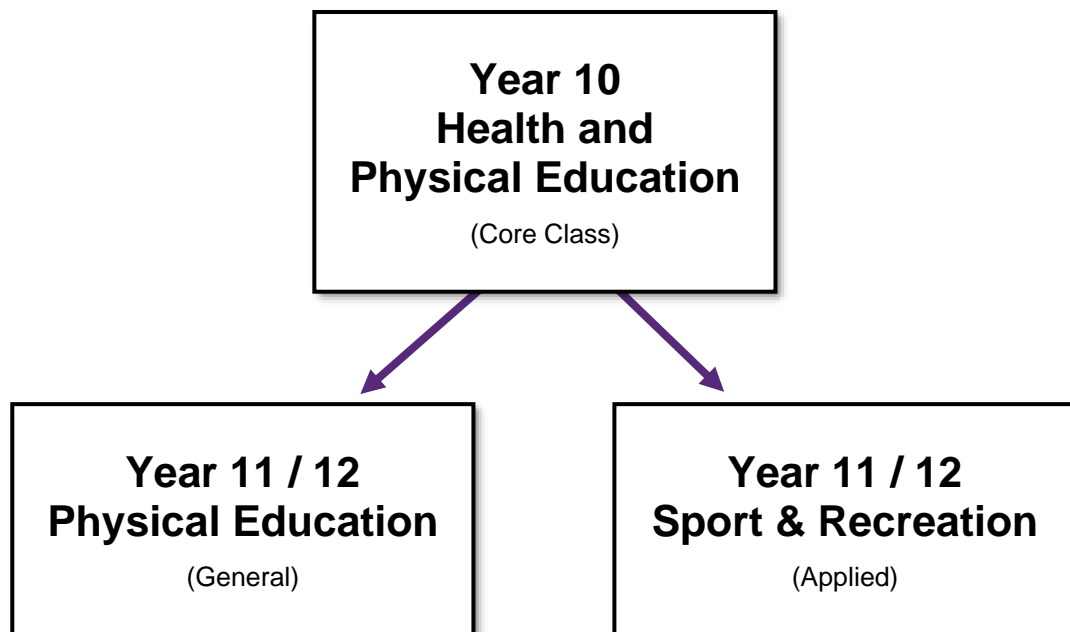 Year 10
Health and
Physical Education
(Core Class)
Year 11 / 12
Physical Education
(General)
Year 11 / 12
Sport & Recreation
(Applied)